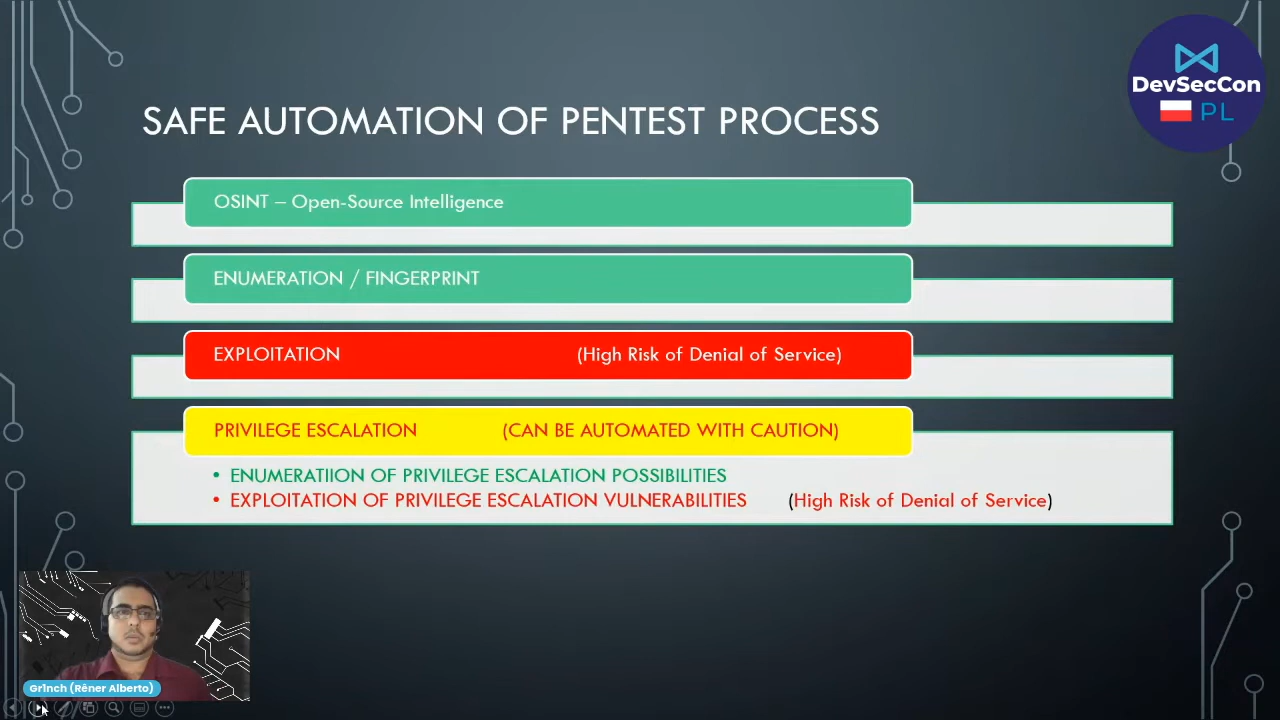 SAFE AUTOMATION OF PENTEST PROCESS
DevSecCon
PL
OSINT – Open-Source Intelligence
ENUMERATION / FINGERPRINT
EXPLOITATION (High Risk of Denial of Service)
PRIVILEGE ESCALATION (CAN BE AUTOMATED WITH CAUTION)
• ENUMERATIION OF PRIVILEGE ESCALATION POSSIBILITIES
• EXPLOITATION OF PRIVILEGE ESCALATION VULNERABILITIES (High Risk of Denial of Service)
Gr1nch (Rêner Alberto)